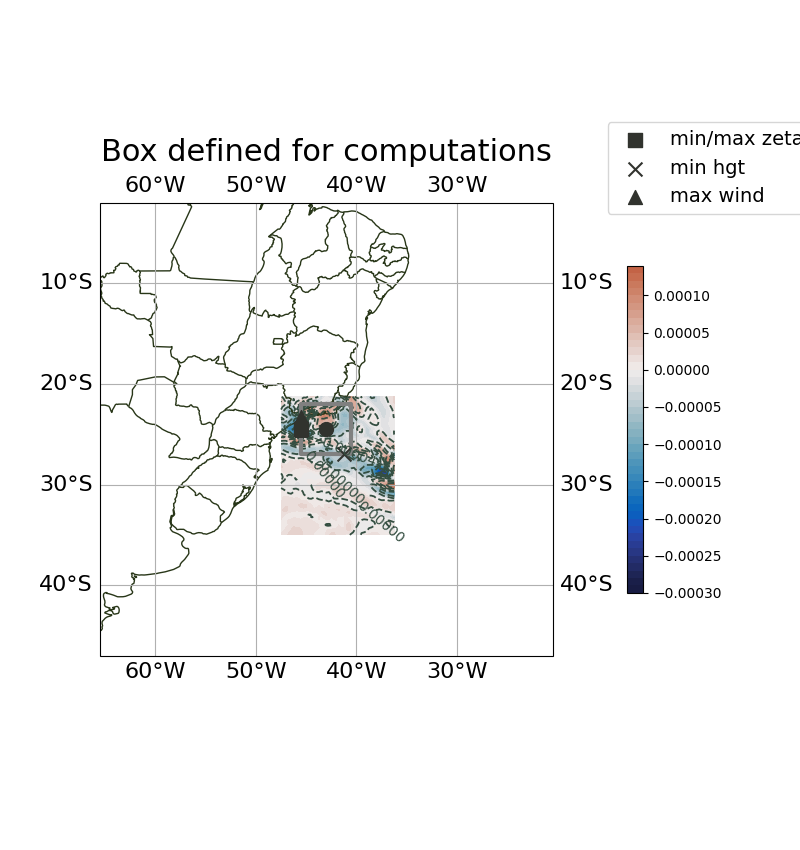 Box defined for computations
60°W 50°W 40°W 30°W
min/max zeta
min hgt
max wind
10°S 10°S
20°S 20°S
30°S 30°S
40°S 40°S
60°W 50°W 40°W 30°W
0.00010
0.00005
0.00000
−0.00005
−0.00010
−0.00015
−0.00020
−0.00025
−0.00030